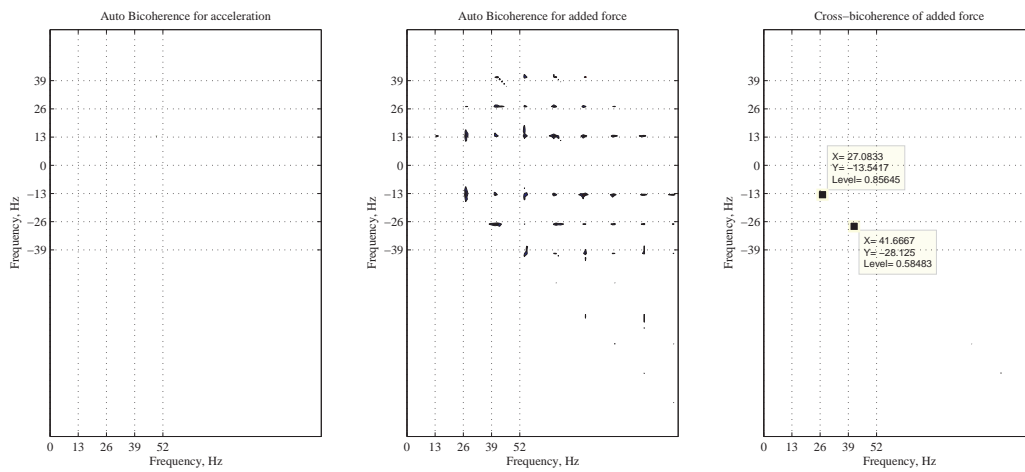 Auto Bicoherence for acceleration
Frequency, Hz
39
26
13
0
−13
−26
−39
0 13 26 39 52
Frequency, Hz
Auto Bicoherence for added force
Frequency, Hz
39
26
13
0
−13
−26
−39
0 13 26 39 52
Frequency, Hz
Cross−bicoherence of added force
Frequency, Hz
39
26
13
0
−13
−26
−39
X= 27.0833
Y= −13.5417
Level= 0.85645
X= 41.6667
Y= −28.125
Level= 0.58483
0 13 26 39 52
Frequency, Hz